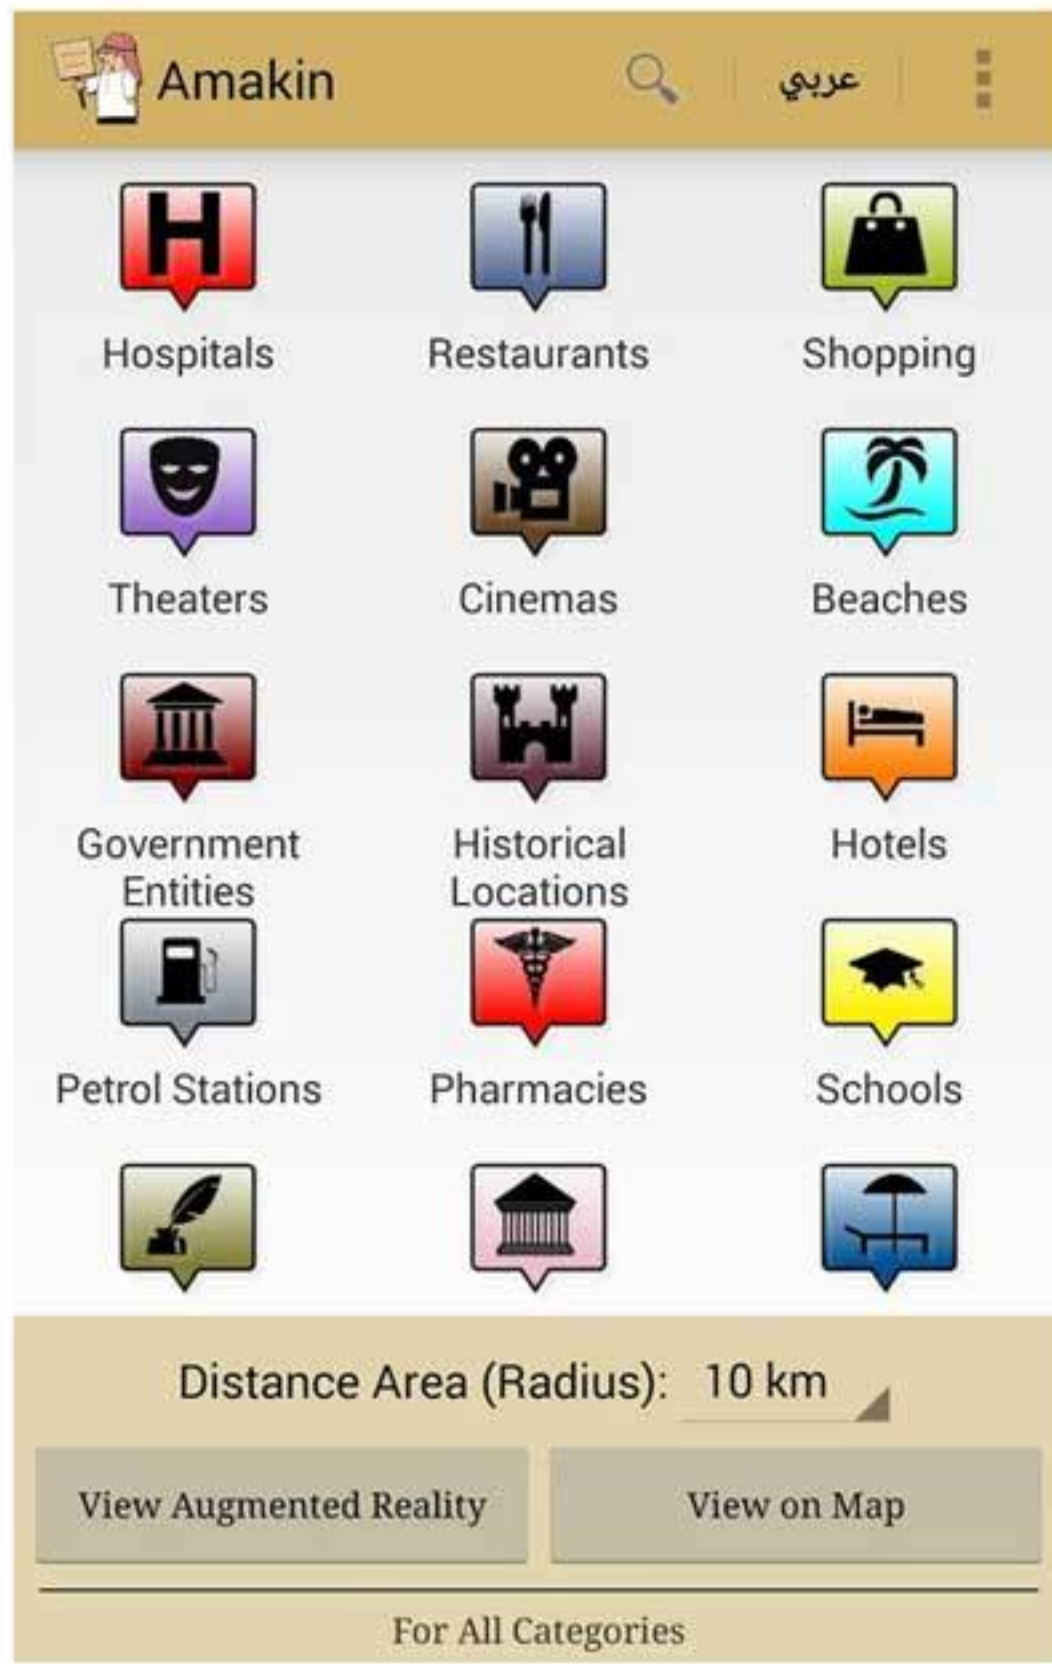 Amakin
عربي
H
Hospitals
Restaurants
Shopping
Theaters
Cinemas
Beaches
Government
Entities
Historical
Locations
Hotels
Petrol Stations
Pharmacies
Schools
Distance Area (Radius): 10 km
View Augmented Reality
View on Map
For All Categories